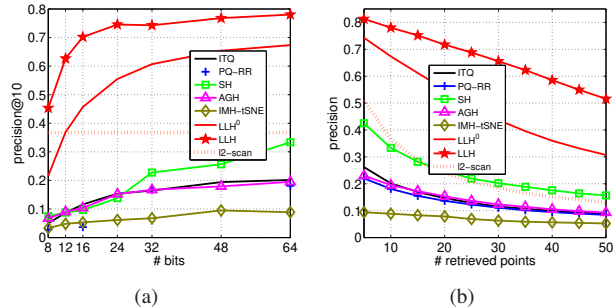 0.8
0.7
0.6
0.5
0.4
0.3
0.2
0.1
0
precision@10
8 12 16 24 32 48 64
# bits
ITQ
PQ−RR
SH
AGH
IMH−tSNE
LLH⁰
LLH
l2−scan
(a)
0.8
0.7
0.6
0.5
0.4
0.3
0.2
0.1
0
precision
10 20 30 40 50
# retrieved points
ITQ
PQ−RR
SH
AGH
IMH−tSNE
LLH⁰
LLH
l2−scan
(b)